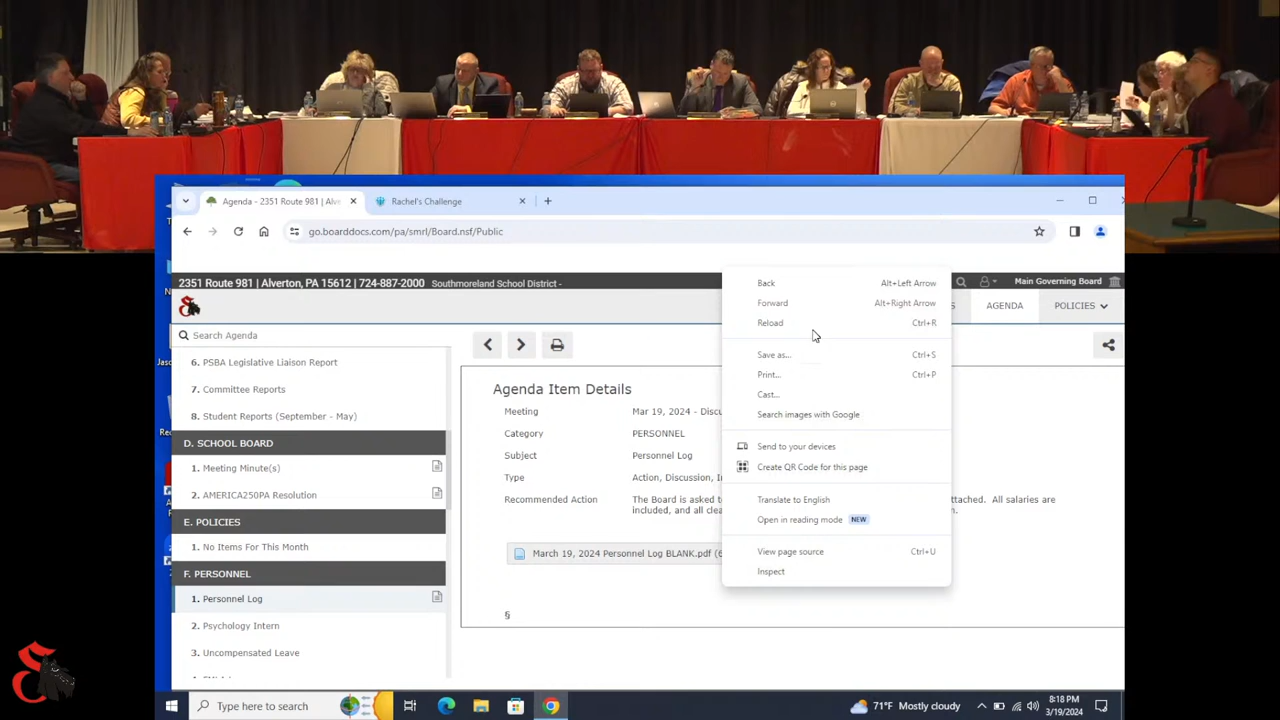 Agenda - 2351 Route 981 | Alve
Rachel's Challenge
go.boarddocs.com/pa/smrl/Board.nsf/Public
2351 Route 981 | Alverton, PA 15612 | 724-887-2000 Southmoreland School District -
Main Governing Board
AGENDA
POLICIES
Search Agenda
6. PSBA Legislative Liaison Report
7. Committee Reports
8. Student Reports (September - May)
D. SCHOOL BOARD
1. Meeting Minute(s)
2. AMERICA250PA Resolution
E. POLICIES
1. No Items For This Month
F. PERSONNEL
1. Personnel Log
2. Psychology Intern
3. Uncompensated Leave
Agenda Item Details
Meeting Mar 19, 2024 - Discu
Category PERSONNEL
Subject Personnel Log
Type Action, Discussion, In
Recommended Action The Board is asked t
ttached. All salaries are
included, and all clea
n.
March 19, 2024 Personnel Log BLANK.pdf (6
§
Back Alt+Left Arrow
Forward Alt+Right Arrow
Reload Ctrl+R
Save as... Ctrl+S
Print... Ctrl+P
Cast...
Search images with Google
Send to your devices
Create QR Code for this page
Translate to English
Open in reading mode NEW
View page source Ctrl+U
Inspect
Type here to search
71°F Mostly cloudy
8:18 PM
3/19/2024